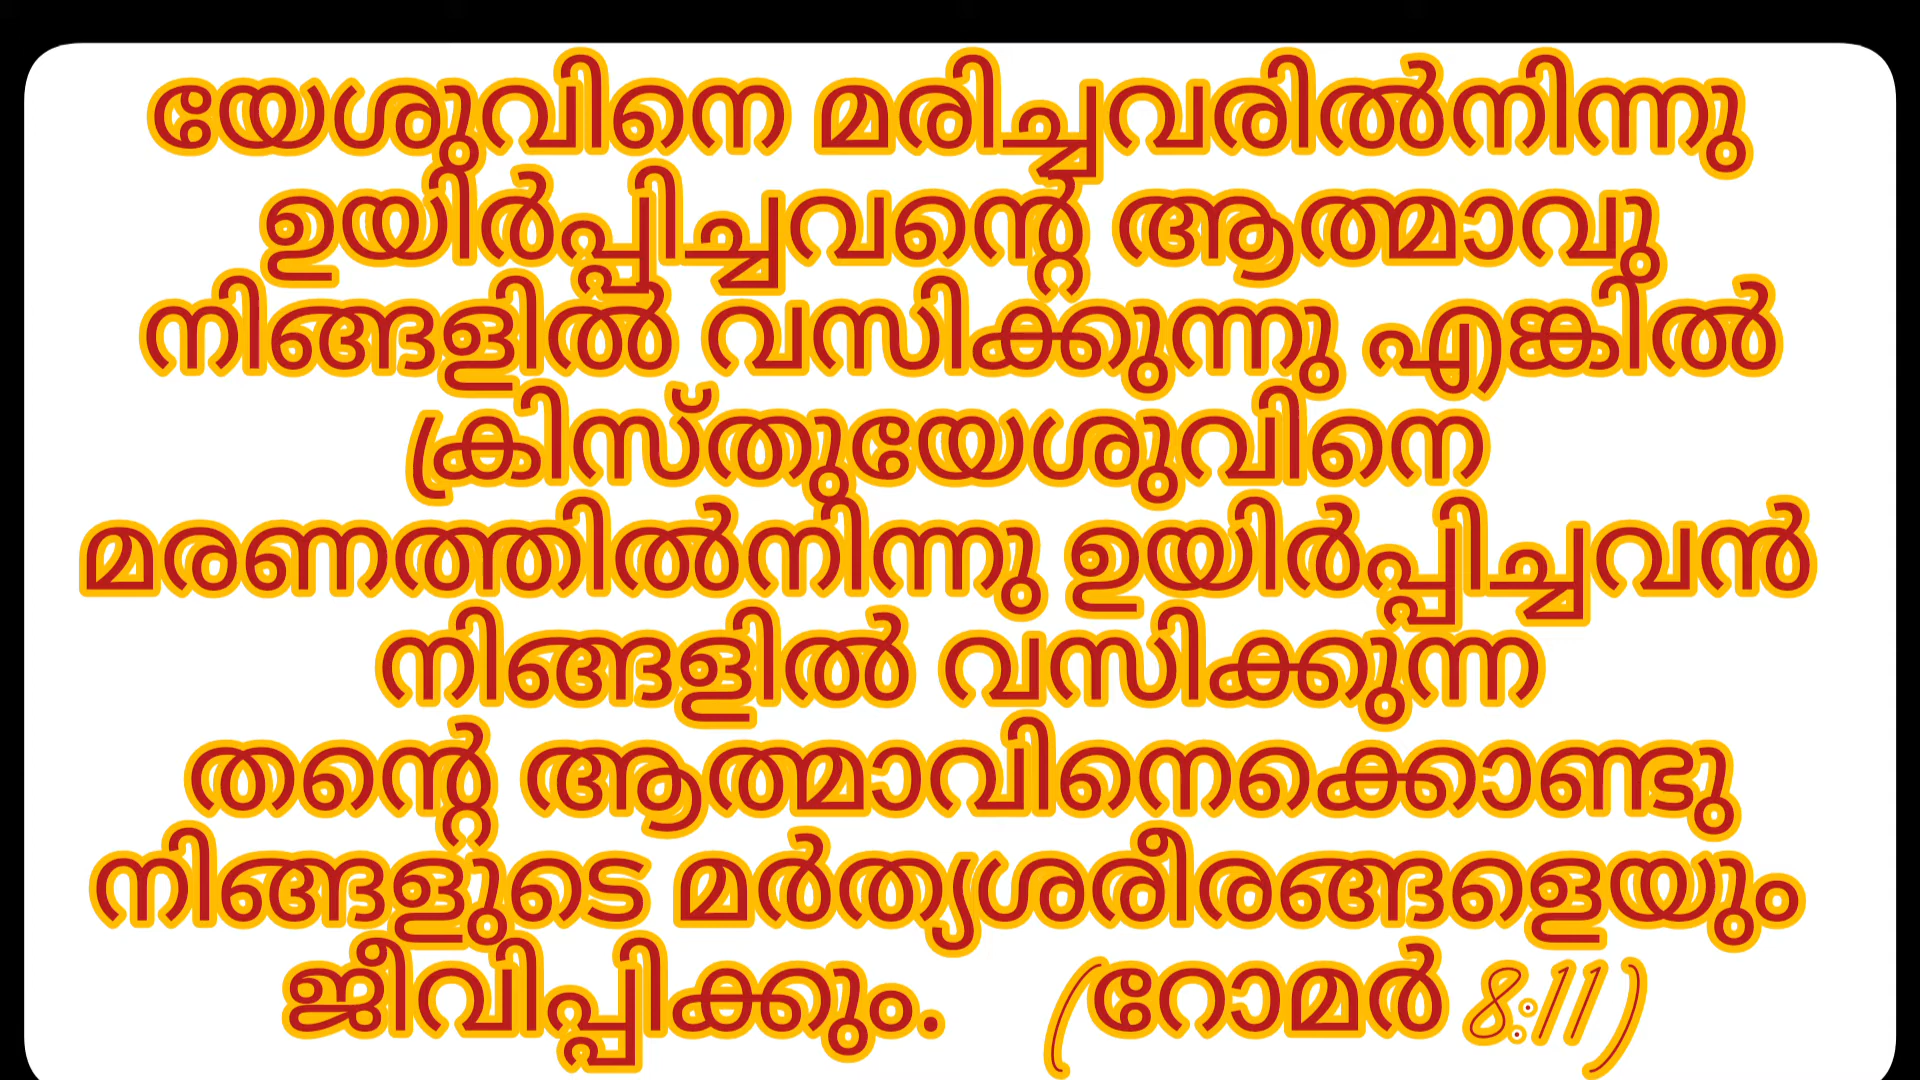 യേശുവിനെ മരിച്ചവരിൽനിന്നു
ഉയിർപ്പിച്ചവന്റെ ആത്മാവു
നിങ്ങളിൽ വസിക്കുന്നു എങ്കിൽ
ക്രിസ്തുയേശുവിനെ
മരണത്തിൽനിന്നു ഉയിർപ്പിച്ചവൻ
നിങ്ങളിൽ വസിക്കുന്ന
തന്റെ ആത്മാവിനെക്കൊണ്ടു
നിങ്ങളുടെ മർത്യശരീരങ്ങളെയും
ജീവിപ്പിക്കും. (റോമർ 8:11)